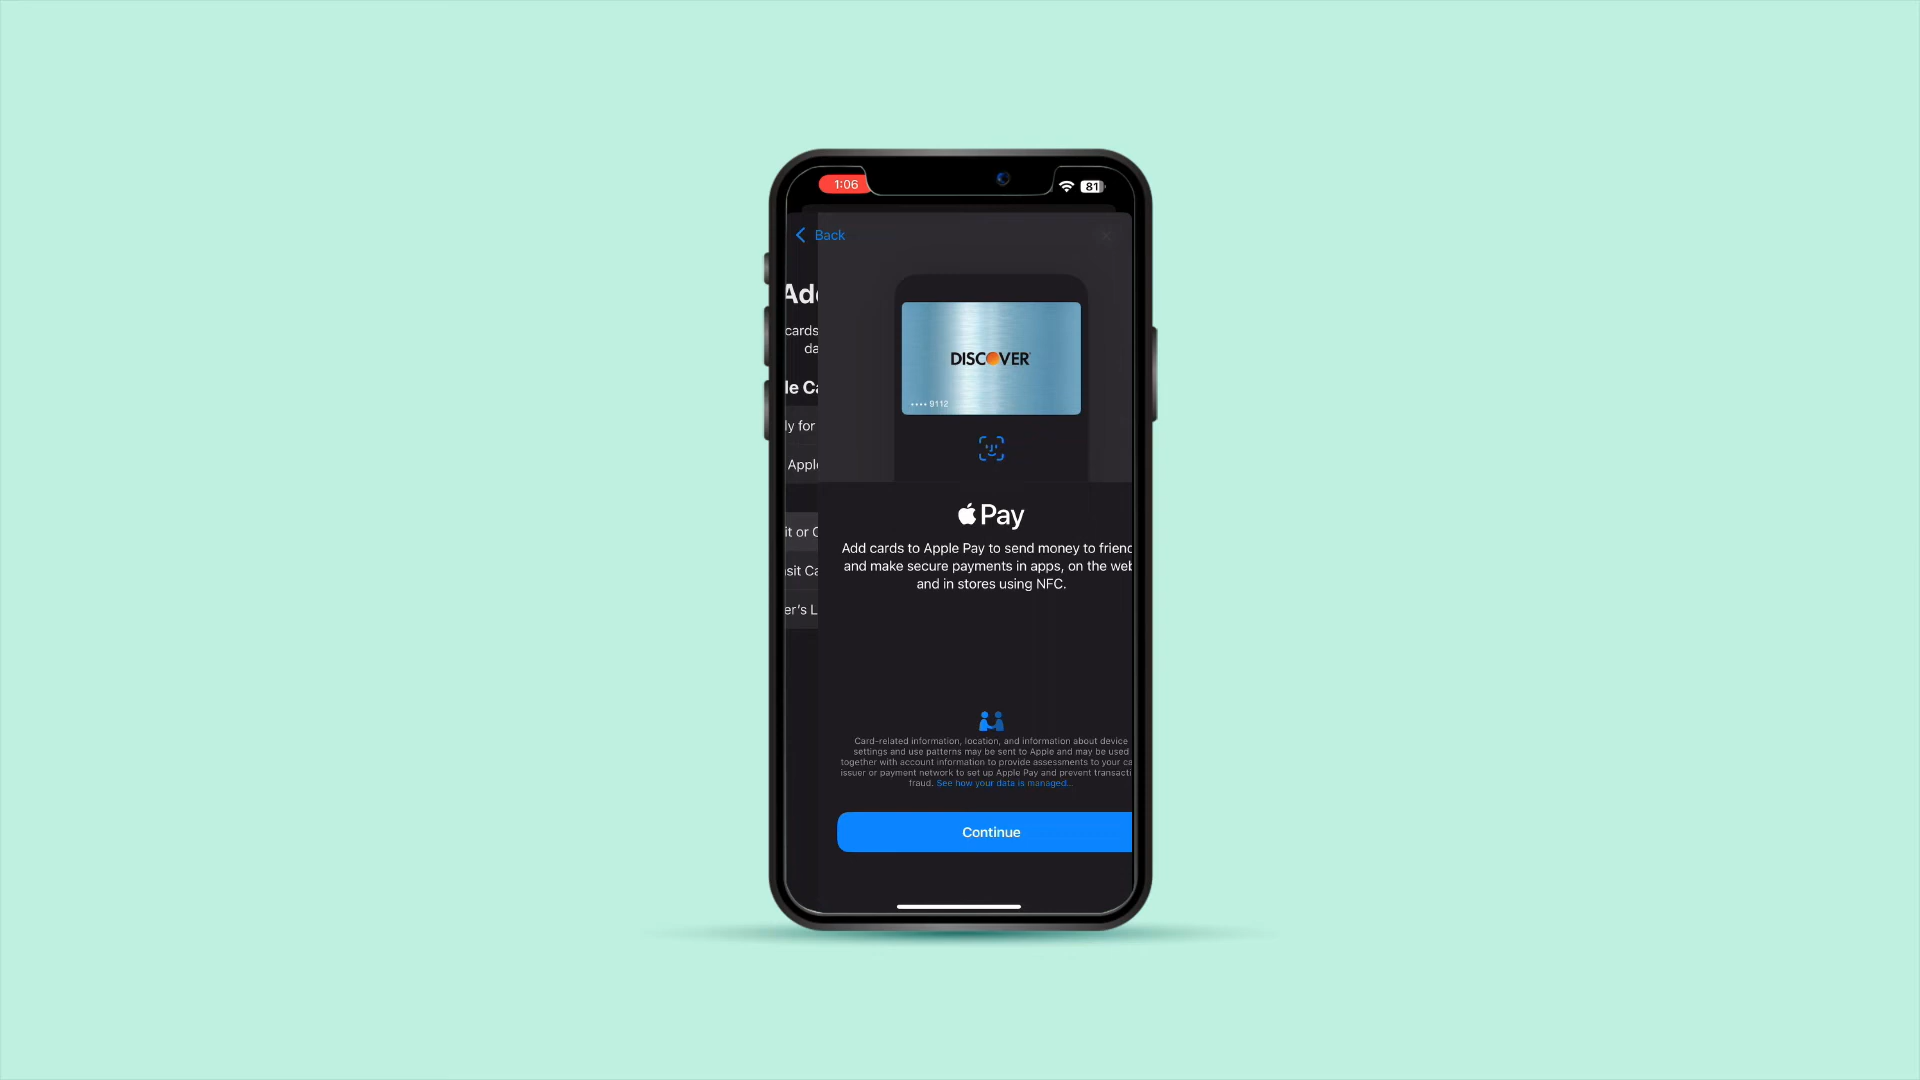 1:06
81
Back
Add
cards
da
le Ca
ly for
Apple
it or C
sit Ca
er's L
DISCOVER
•••• 9112
Pay
Add cards to Apple Pay to send money to friend
and make secure payments in apps, on the web
and in stores using NFC.
Card-related information, location, and information about device
settings and use patterns may be sent to Apple and may be used
together with account information to provide assessments to your ca
issuer or payment network to set up Apple Pay and prevent transacti
fraud. See how your data is managed...
Continue